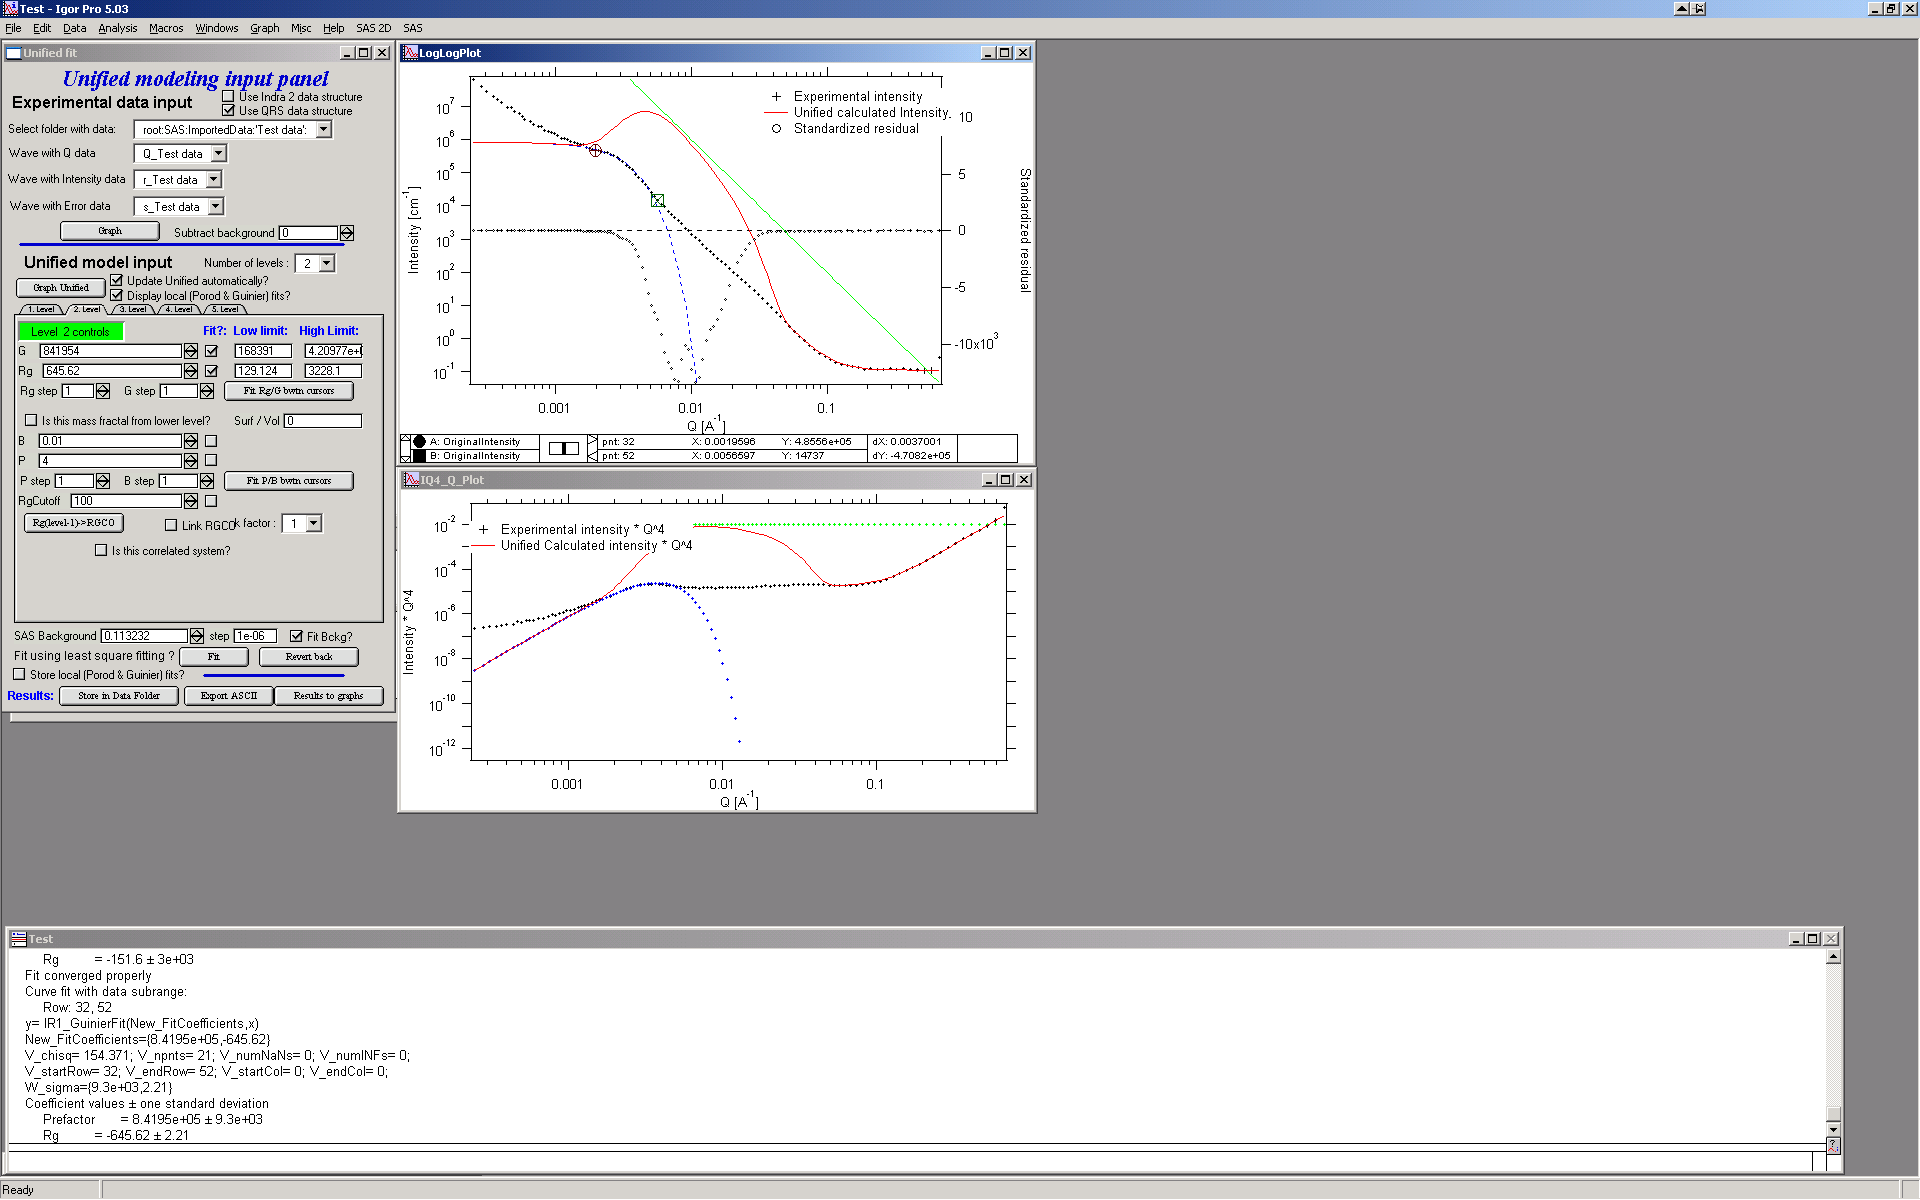 Test - Igor Pro 5.03
File Edit Data Analysis Macros Windows Graph Misc Help SAS 2D SAS
Unified fit
Unified modeling input panel
Experimental data input
Use Indra 2 data structure
Use QRS data structure
Select folder with data: root:SAS:ImportedData:'Test data':
Wave with Q data Q_Test data
Wave with Intensity data r_Test data
Wave with Error data s_Test data
Graph Subtract background 0
Unified model input Number of levels : 2
Graph Unified Update Unified automatically?
Display local (Porod & Guinier) fits?
1. Level 2. Level 3. Level 4. Level 5. Level
Level 2 controls Fit?: Low limit: High Limit:
G 841954 168391 4.20977e+
Rg 645.62 129.124 3228.1
Rg step 1 G step 1 Fit Rg/G bwtn cursors
Is this mass fractal from lower level? Surf / Vol 0
B 0.01
P 4
P step 1 B step 1 Fit P/B bwtn cursors
RgCutoff 100
Rg(level-1)->RGCO Link RGCO k factor : 1
Is this correlated system?
SAS Background 0.113232 step 1e-06 Fit Bckg?
Fit using least square fitting ? Fit Revert back
Store local (Porod & Guinier) fits?
Results: Store in Data Folder Export ASCII Results to graphs
LogLogPlot
Experimental intensity
Unified calculated Intensity
Standardized residual
10^7
10^6
10^5
10^4
10^3
10^2
10^1
10^0
10^-1
Intensity [cm^-1]
10
5
0
-5
-10x10^3
Standardized residual
0.001 0.01 0.1
Q [A^-1]
A: OriginalIntensity pnt: 32 X: 0.0019596 Y: 4.8556e+05 dX: 0.0037001
B: OriginalIntensity pnt: 52 X: 0.0056597 Y: 14737 dY: -4.7082e+05
IQ4_Q_Plot
Experimental intensity * Q^4
Unified Calculated intensity * Q^4
10^-2
10^-4
10^-6
10^-8
10^-10
10^-12
Intensity * Q^4
0.001 0.01 0.1
Q [A^-1]
Test
Rg = -151.6 ± 3e+03
Fit converged properly
Curve fit with data subrange:
Row: 32, 52
y= IR1_GuinierFit(New_FitCoefficients,x)
New_FitCoefficients={8.4195e+05,-645.62}
V_chisq= 154.371; V_npnts= 21; V_numNaNs= 0; V_numINFs= 0;
V_startRow= 32; V_endRow= 52; V_startCol= 0; V_endCol= 0;
W_sigma={9.3e+03,2.21}
Coefficient values ± one standard deviation
Prefactor = 8.4195e+05 ± 9.3e+03
Rg = -645.62 ± 2.21
Ready